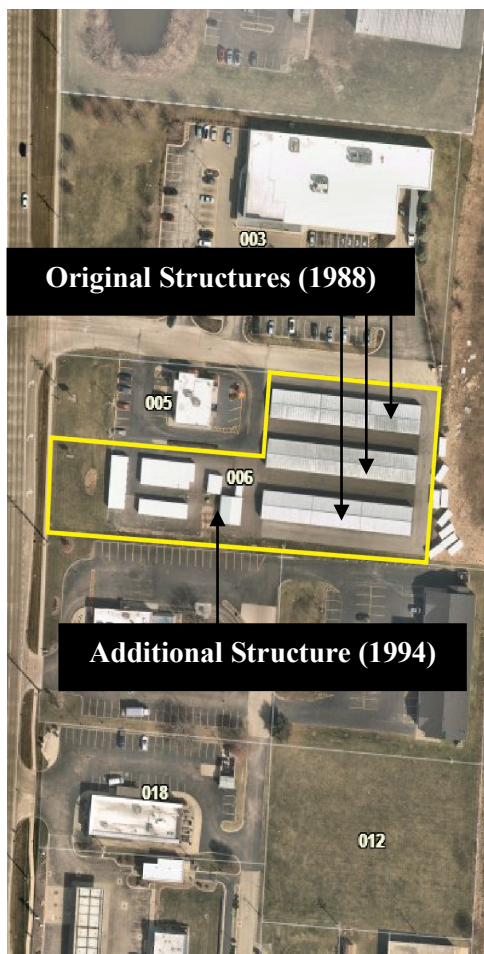 003
Original Structures (1988)
005
006
Additional Structure (1994)
018
012